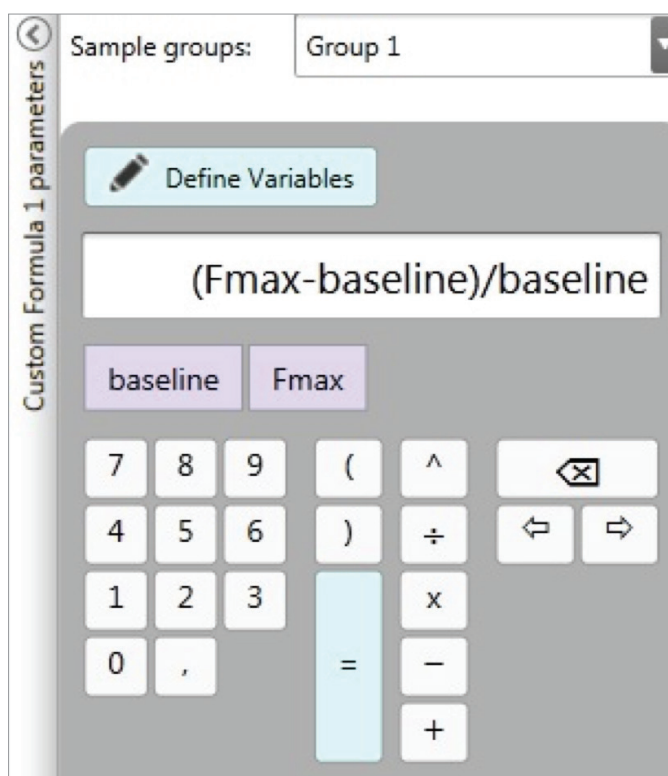 Custom Formula 1 parameters
Sample groups: Group 1
Define Variables
(Fmax-baseline)/baseline
baseline Fmax
7 8 9 ( ^
4 5 6 ) ÷
1 2 3 x
0 , = −
+